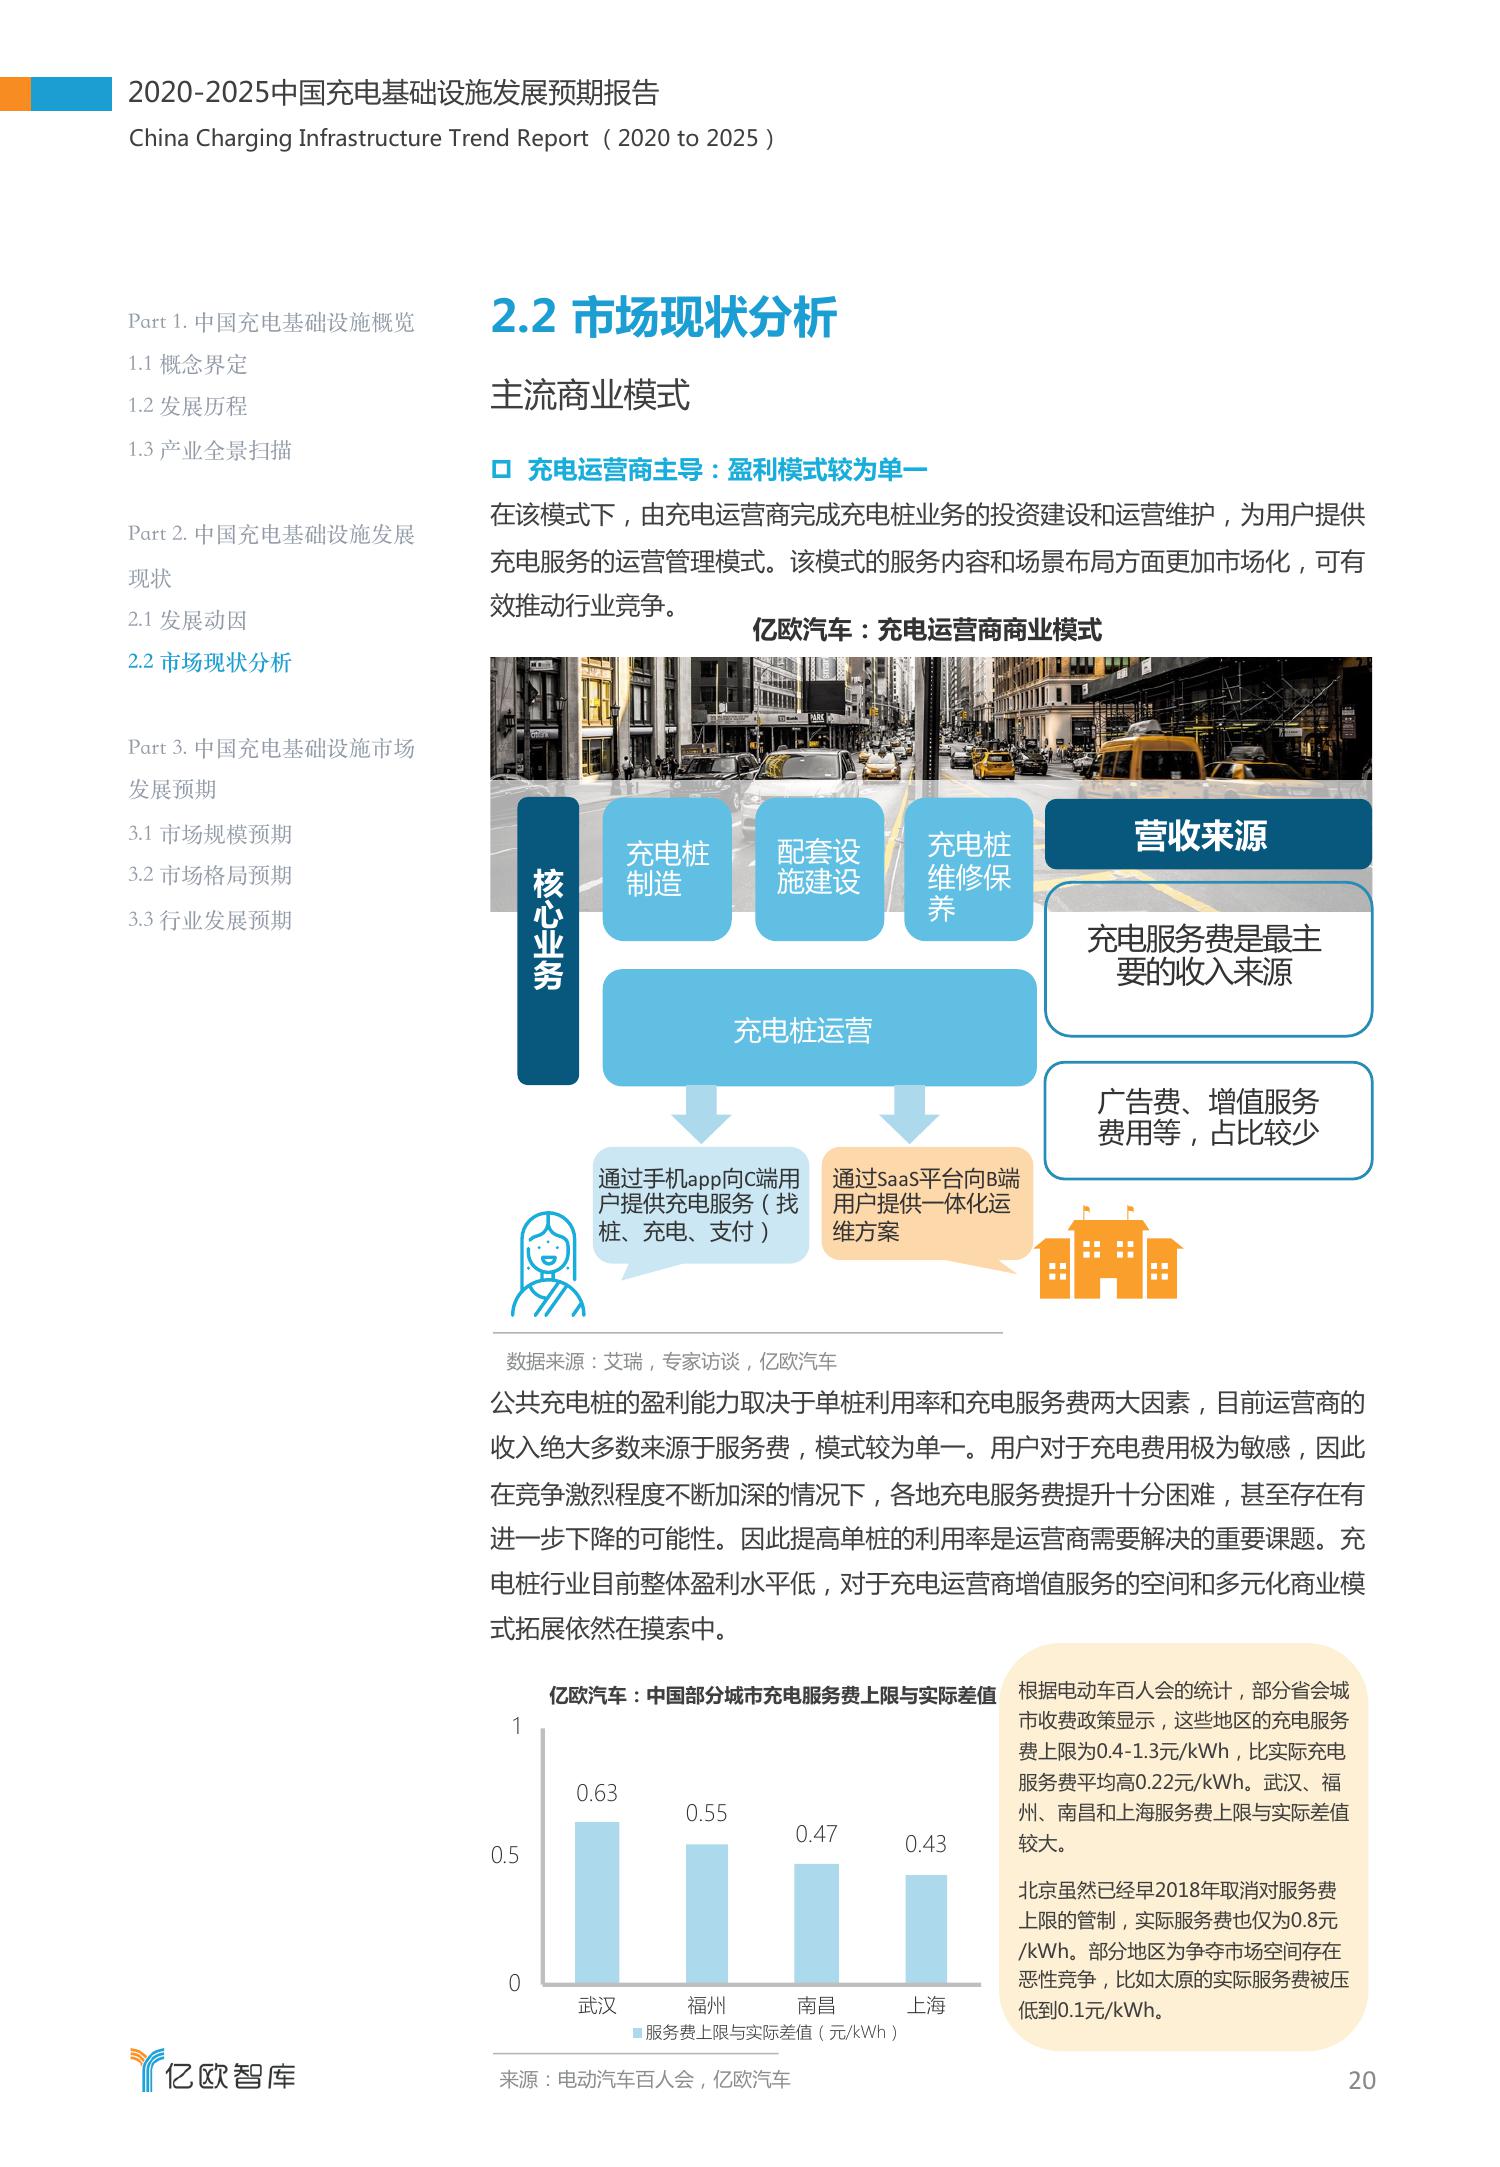 2020-2025中国充电基础设施发展预期报告
China Charging Infrastructure Trend Report（2020 to 2025）
Part 1. 中国充电基础设施概览
1.1 概念界定
1.2 发展历程
1.3 产业全景扫描
Part 2. 中国充电基础设施发展
现状
2.1 发展动因
2.2 市场现状分析
Part 3. 中国充电基础设施市场
发展预期
3.1 市场规模预期
3.2 市场格局预期
3.3 行业发展预期
2.2 市场现状分析
主流商业模式
充电运营商主导：盈利模式较为单一
在该模式下，由充电运营商完成充电桩业务的投资建设和运营维护，为用户提供
充电服务的运营管理模式。该模式的服务内容和场景布局方面更加市场化，可有
效推动行业竞争。
亿欧汽车：充电运营商商业模式
PARK
核心业务
充电桩
制造
配套设
施建设
充电桩
维修保
养
充电桩运营
营收来源
充电服务费是最主
要的收入来源
广告费、增值服务
费用等，占比较少
通过手机app向C端用
户提供充电服务（找
桩、充电、支付）
通过SaaS平台向B端
用户提供一体化运
维方案
数据来源：艾瑞，专家访谈，亿欧汽车
公共充电桩的盈利能力取决于单桩利用率和充电服务费两大因素，目前运营商的
收入绝大多数来源于服务费，模式较为单一。用户对于充电费用极为敏感，因此
在竞争激烈程度不断加深的情况下，各地充电服务费提升十分困难，甚至存在有
进一步下降的可能性。因此提高单桩的利用率是运营商需要解决的重要课题。充
电桩行业目前整体盈利水平低，对于充电运营商增值服务的空间和多元化商业模
式拓展依然在摸索中。
亿欧汽车：中国部分城市充电服务费上限与实际差值
1
0.5
0
0.63
0.55
0.47
0.43
武汉
福州
南昌
上海
服务费上限与实际差值（元/kWh）
根据电动车百人会的统计，部分省会城
市收费政策显示，这些地区的充电服务
费上限为0.4-1.3元/kWh，比实际充电
服务费平均高0.22元/kWh。武汉、福
州、南昌和上海服务费上限与实际差值
较大。
北京虽然已经早2018年取消对服务费
上限的管制，实际服务费也仅为0.8元
/kWh。部分地区为争夺市场空间存在
恶性竞争，比如太原的实际服务费被压
低到0.1元/kWh。
来源：电动汽车百人会，亿欧汽车
亿欧智库
20